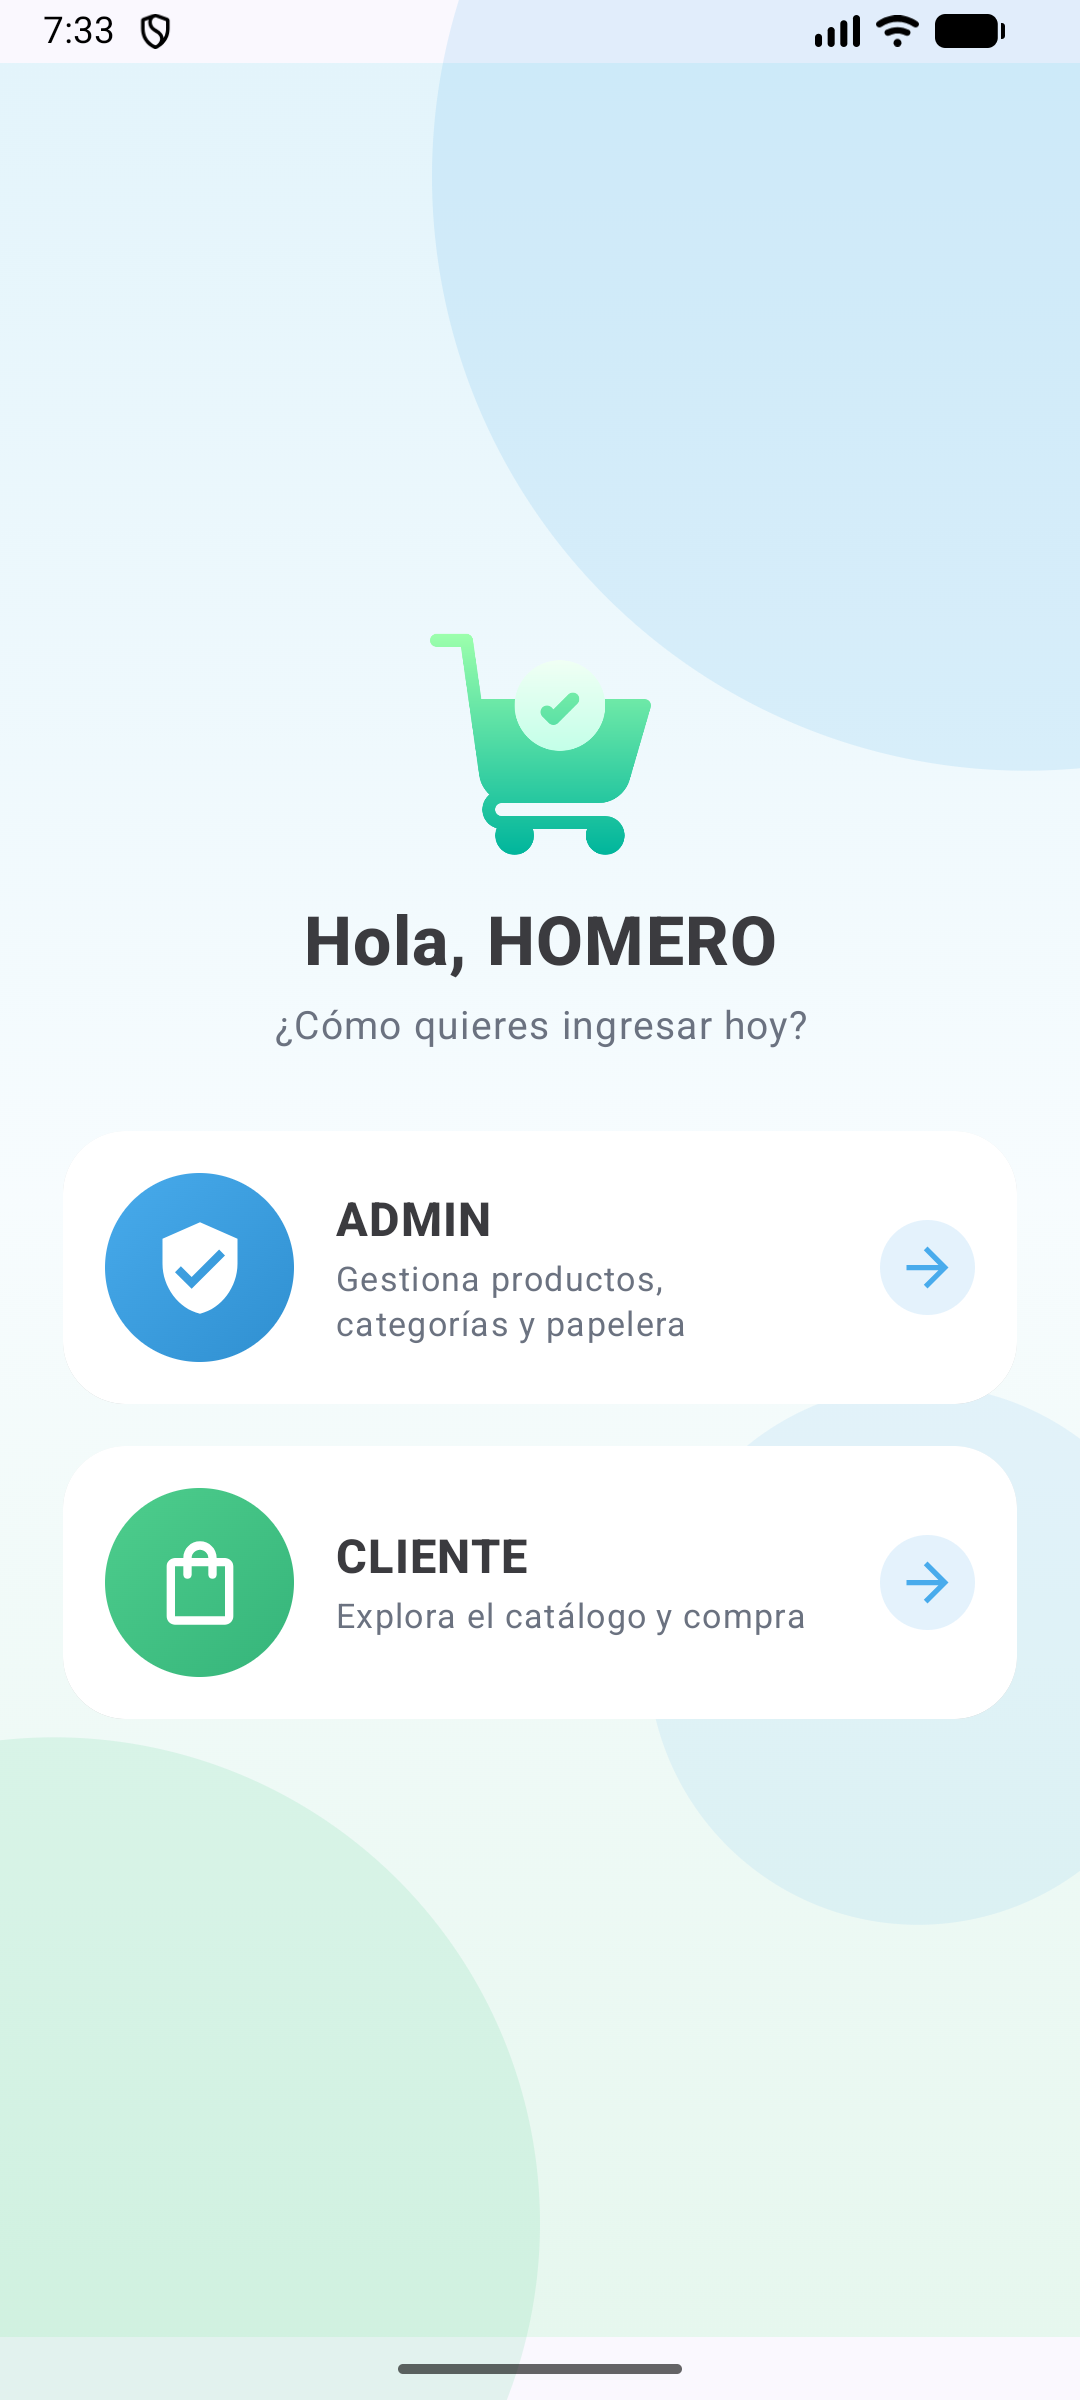 7:33
Hola, HOMERO
¿Cómo quieres ingresar hoy?
ADMIN
Gestiona productos,
categorías y papelera
CLIENTE
Explora el catálogo y compra